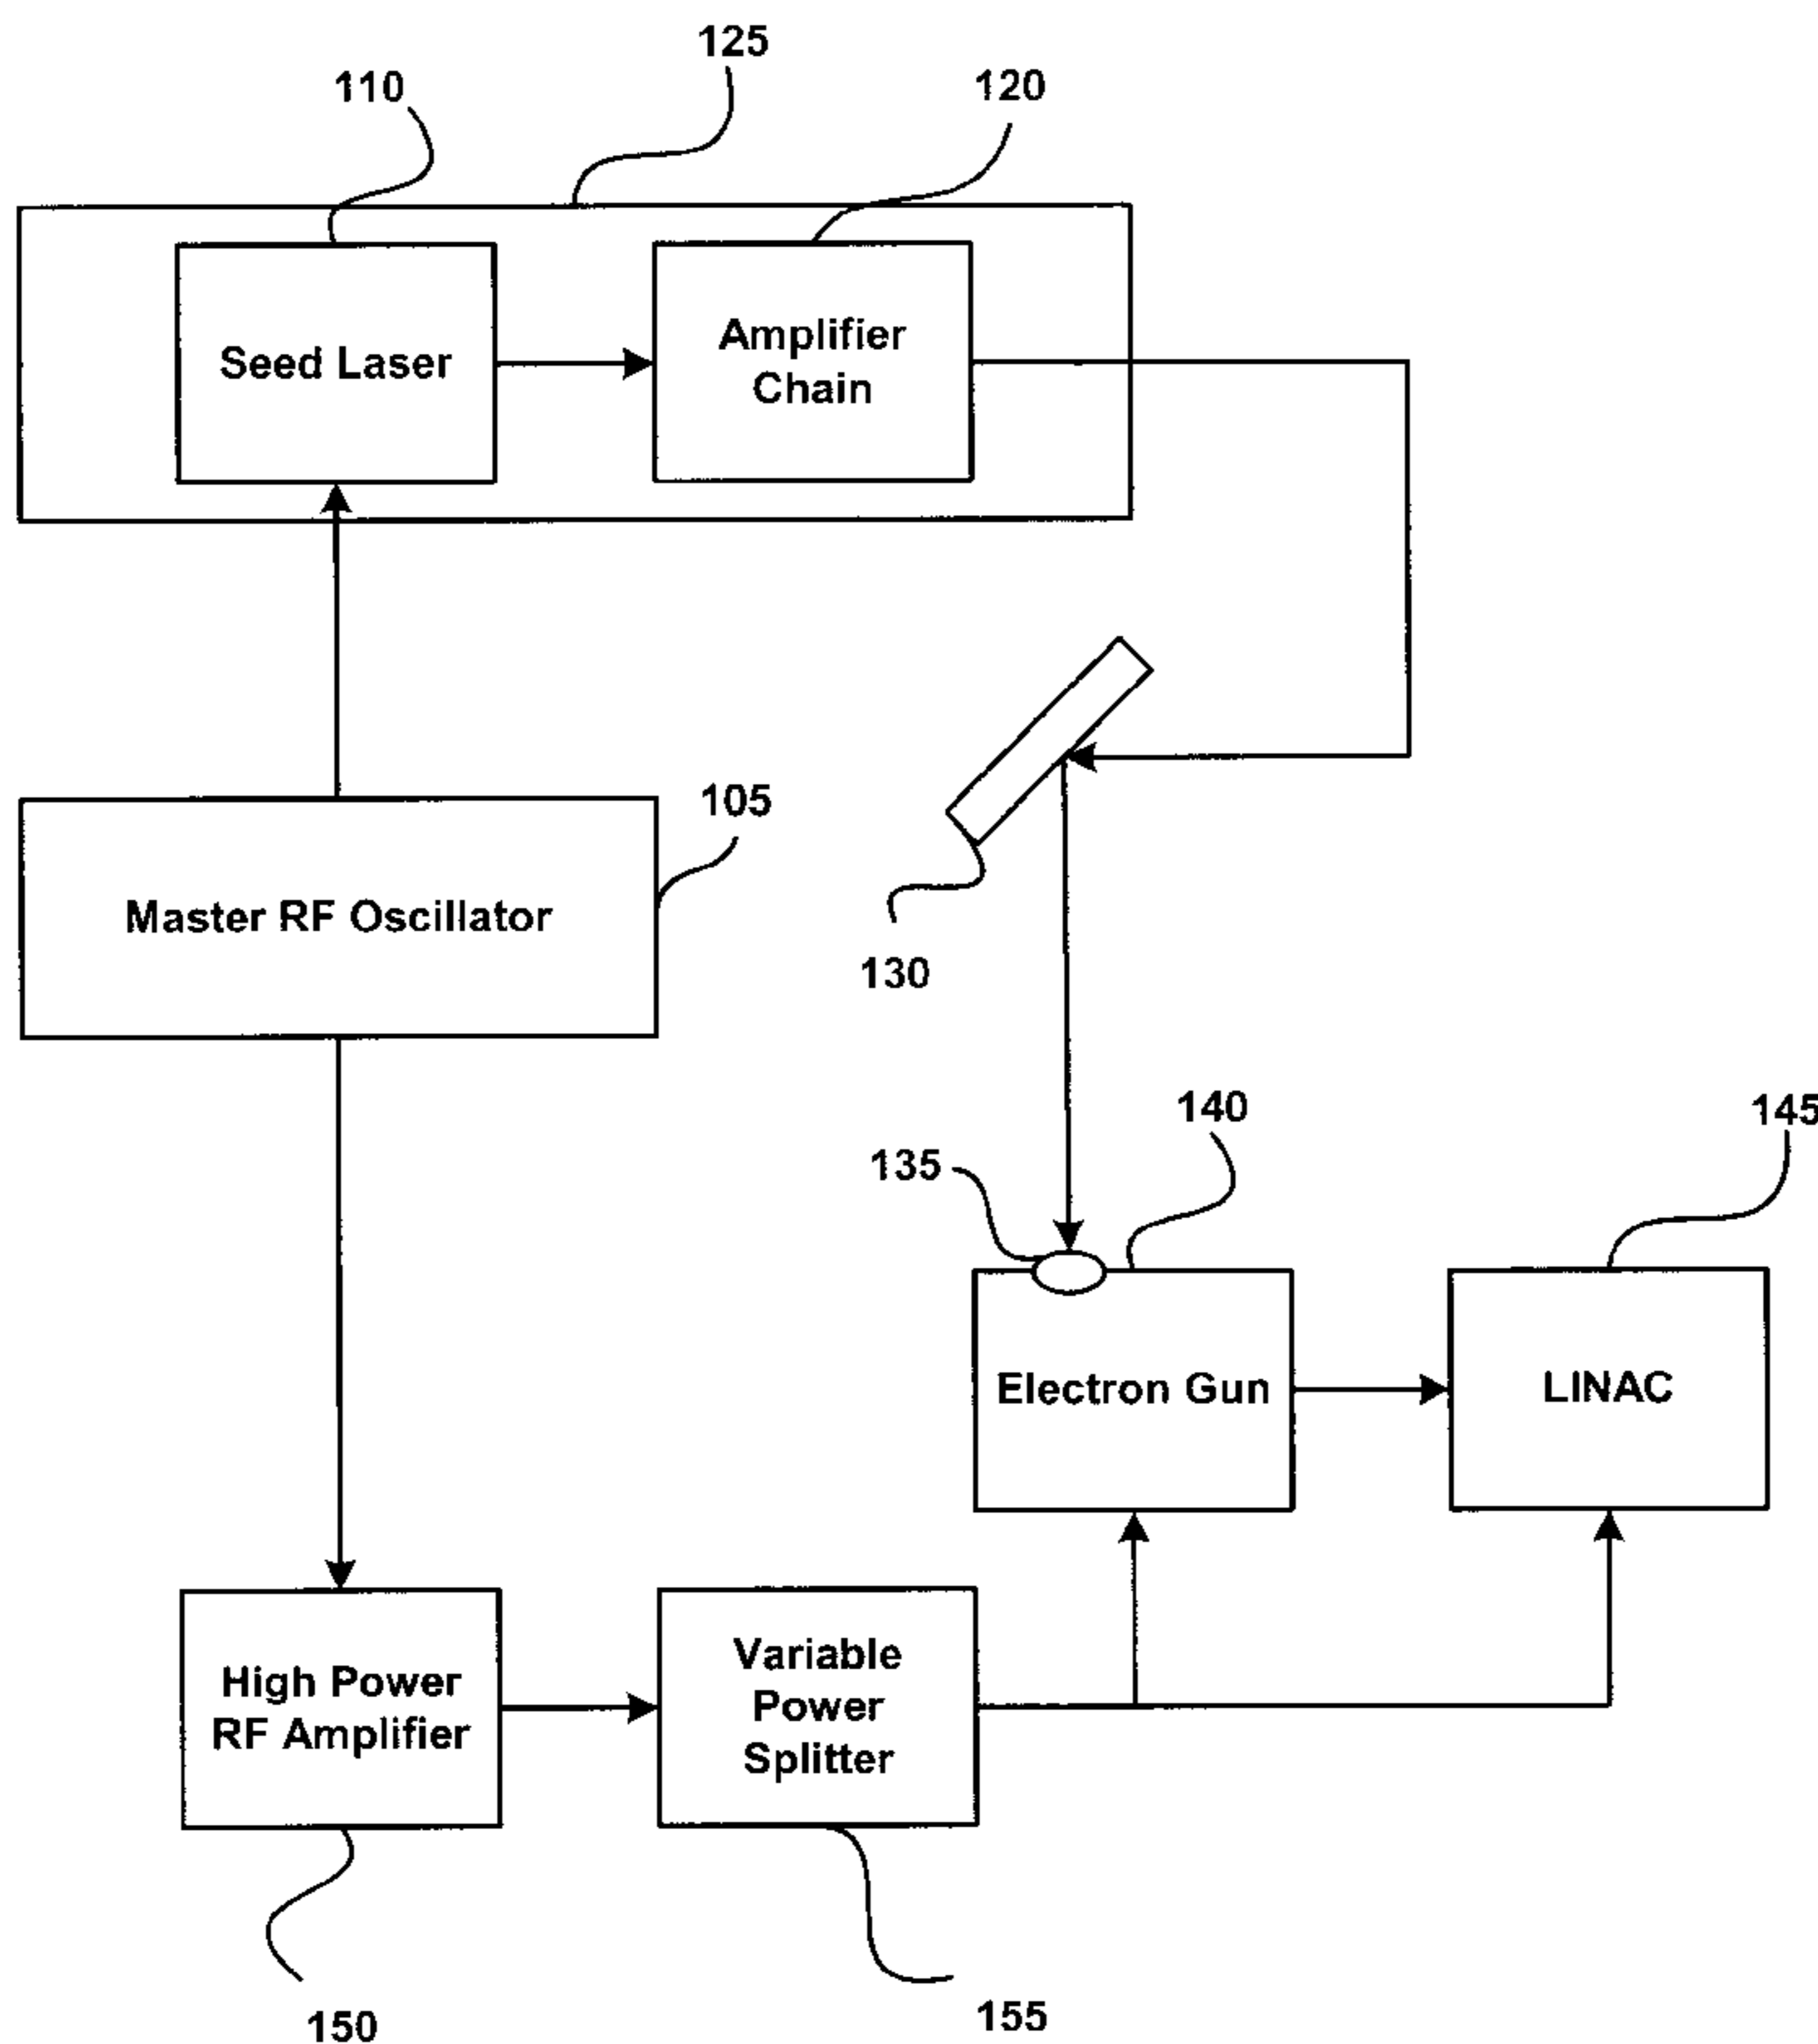 125
110
120
Seed Laser
Amplifier
Chain
105
Master RF Oscillator
130
140
145
135
Electron Gun
LINAC
High Power
RF Amplifier
Variable
Power
Splitter
150
155